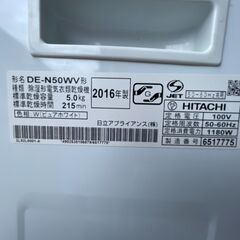 形名 DE-N50WV形
種類 除湿形電気衣類乾燥機
標準乾燥容量 5.0kg
標準乾燥時間 215min
色柄:W(ピュアホワイト)
2016年製
JET
HITACHI
定格電圧 100V
定格周波数 50-60Hz
定格消費電力 1180W
製造番号 6517775
日立アプライアンス(株)